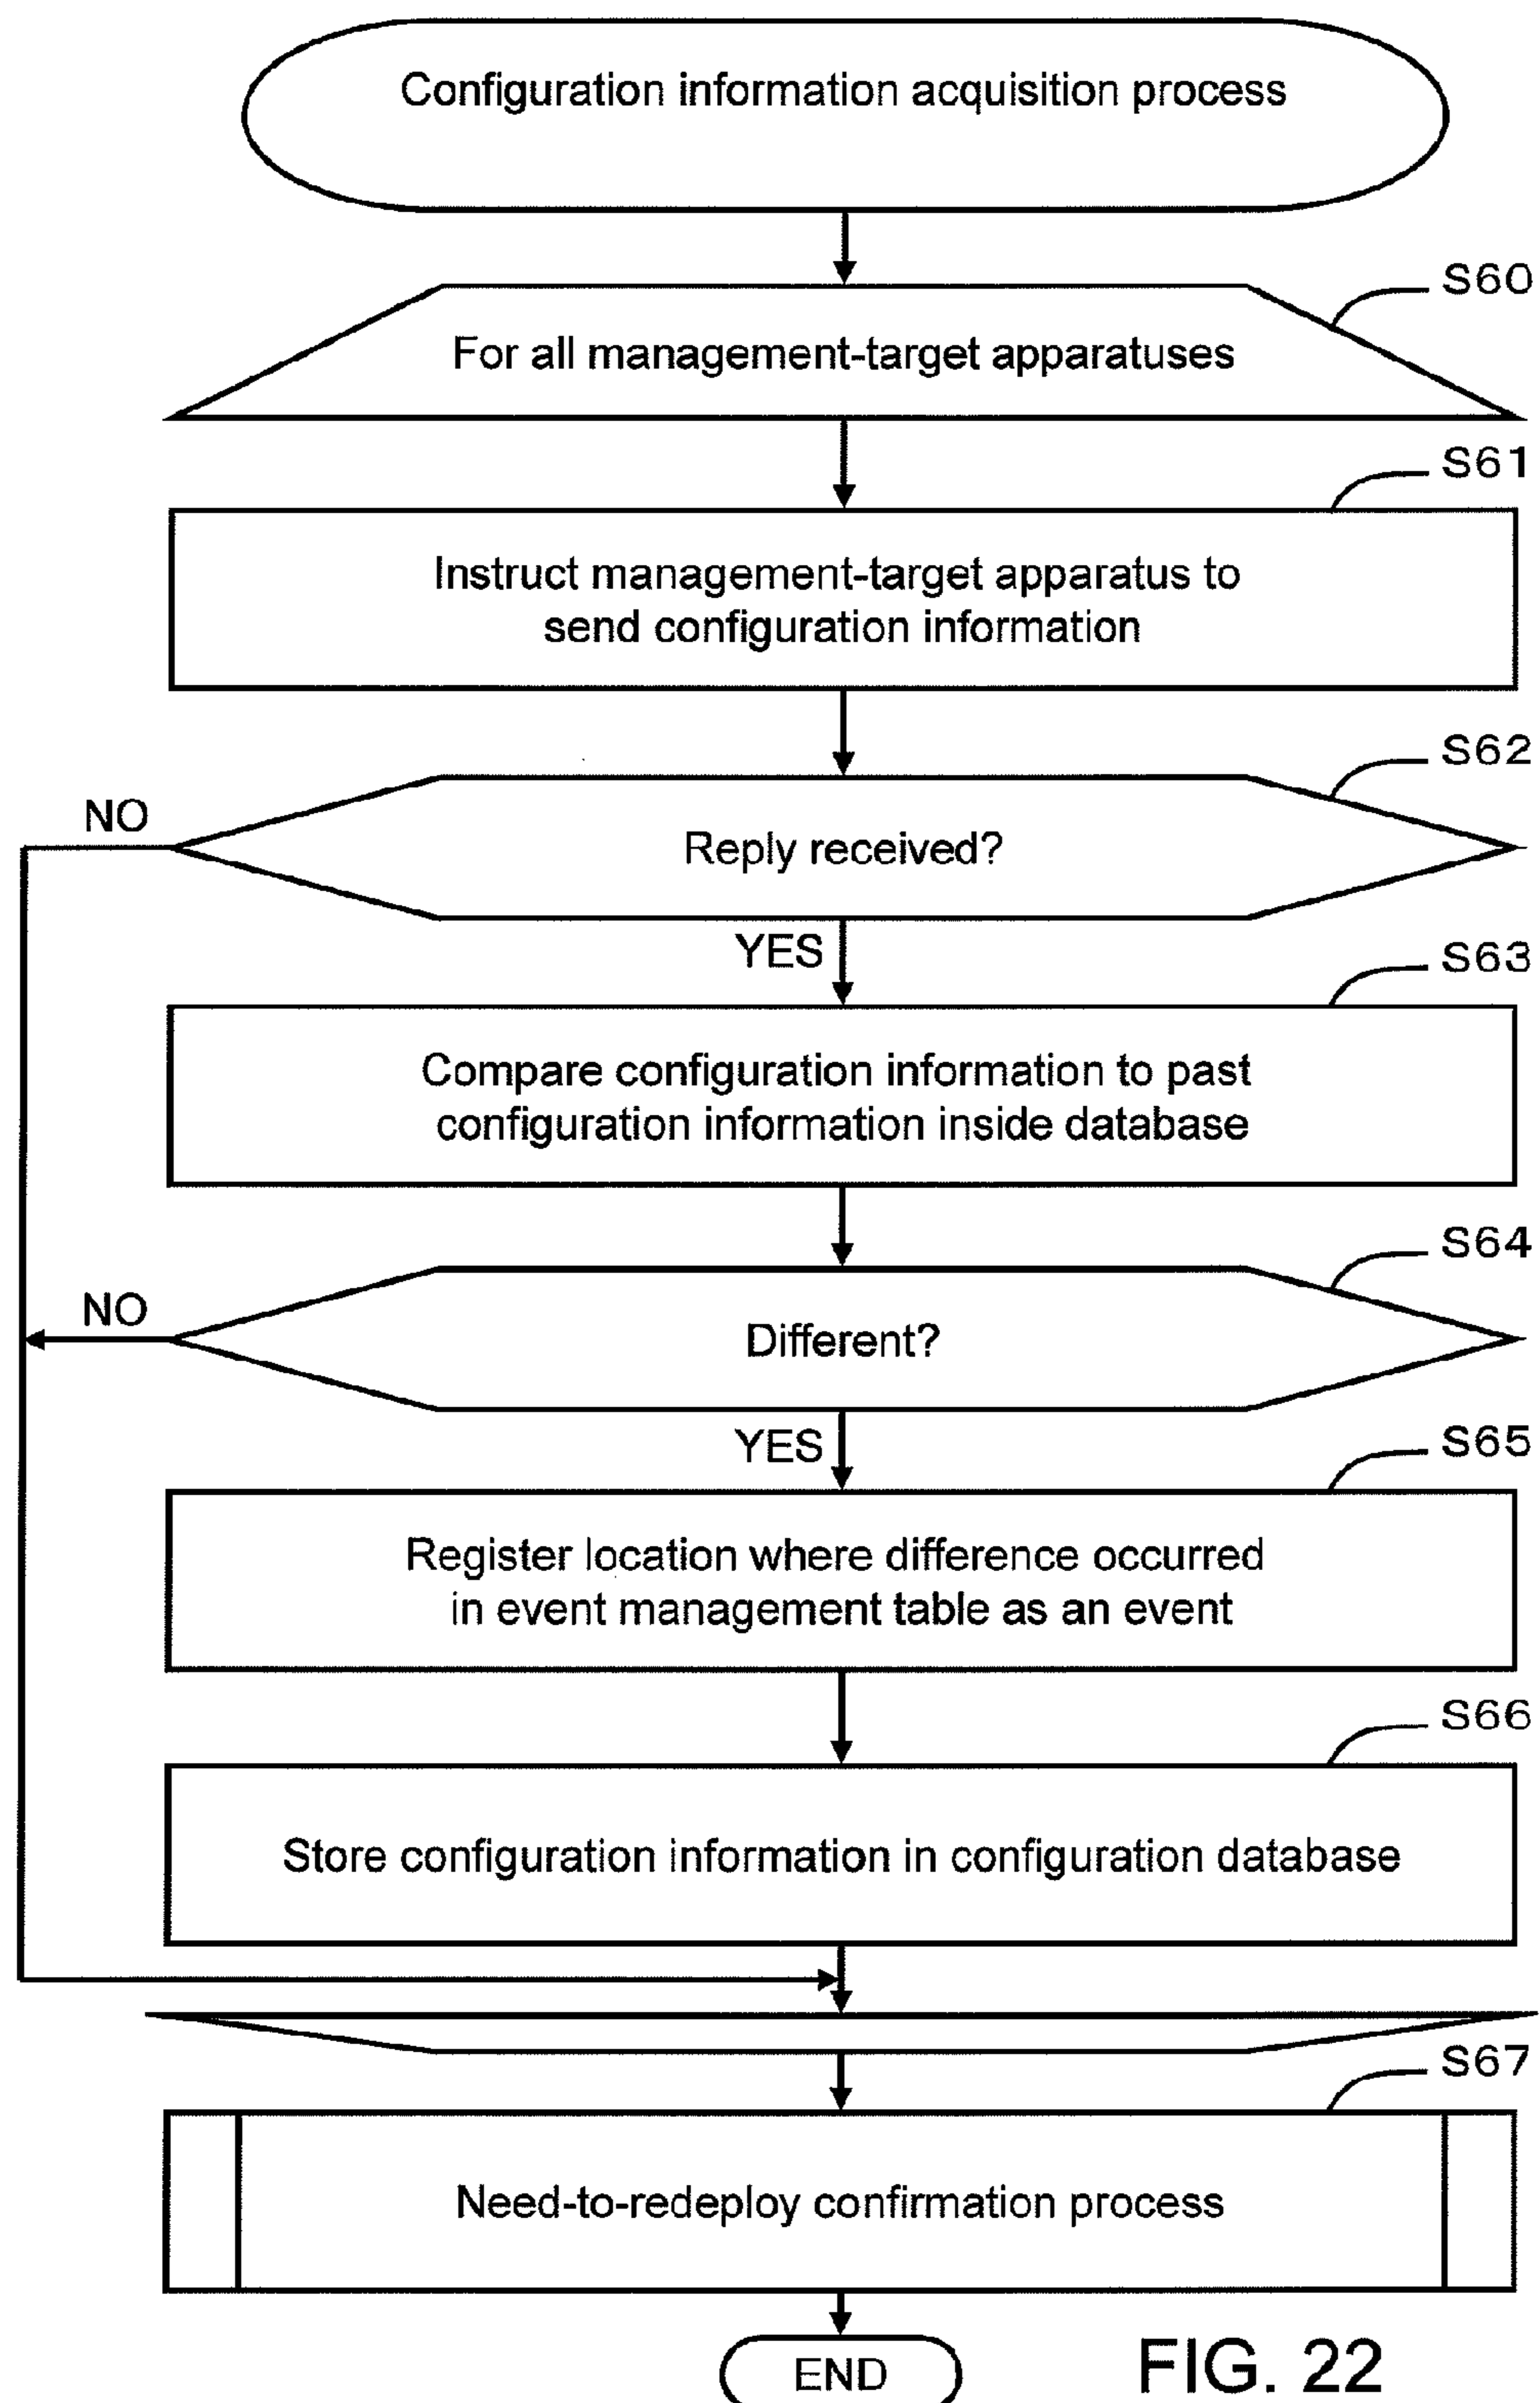 Configuration information acquisition process
S60
For all management-target apparatuses
S61
Instruct management-target apparatus to
send configuration information
S62
NO
Reply received?
YES
S63
Compare configuration information to past
configuration information inside database
S64
NO
Different?
YES
S65
Register location where difference occurred
in event management table as an event
S66
Store configuration information in configuration database
S67
Need-to-redeploy confirmation process
END
FIG. 22